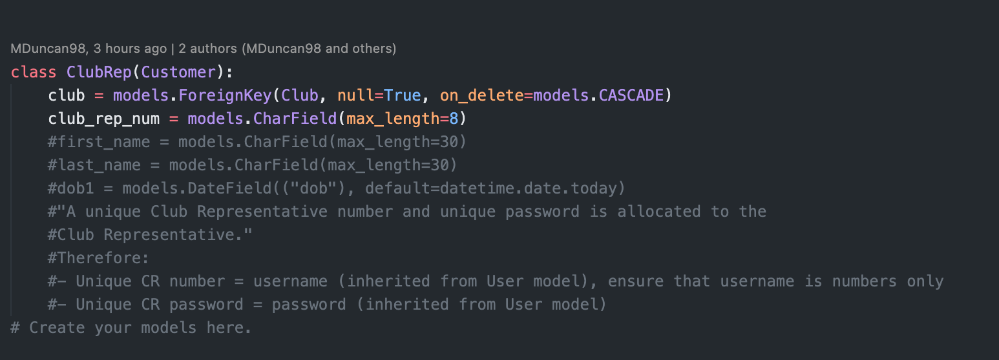 MDuncan98, 3 hours ago | 2 authors (MDuncan98 and others)
class ClubRep(Customer):
    club = models.ForeignKey(Club, null=True, on_delete=models.CASCADE)
    club_rep_num = models.CharField(max_length=8)
    #first_name = models.CharField(max_length=30)
    #last_name = models.CharField(max_length=30)
    #dob1 = models.DateField(("dob"), default=datetime.date.today)
    #"A unique Club Representative number and unique password is allocated to the
    #Club Representative."
    #Therefore:
    #- Unique CR number = username (inherited from User model), ensure that username is numbers only
    #- Unique CR password = password (inherited from User model)
# Create your models here.